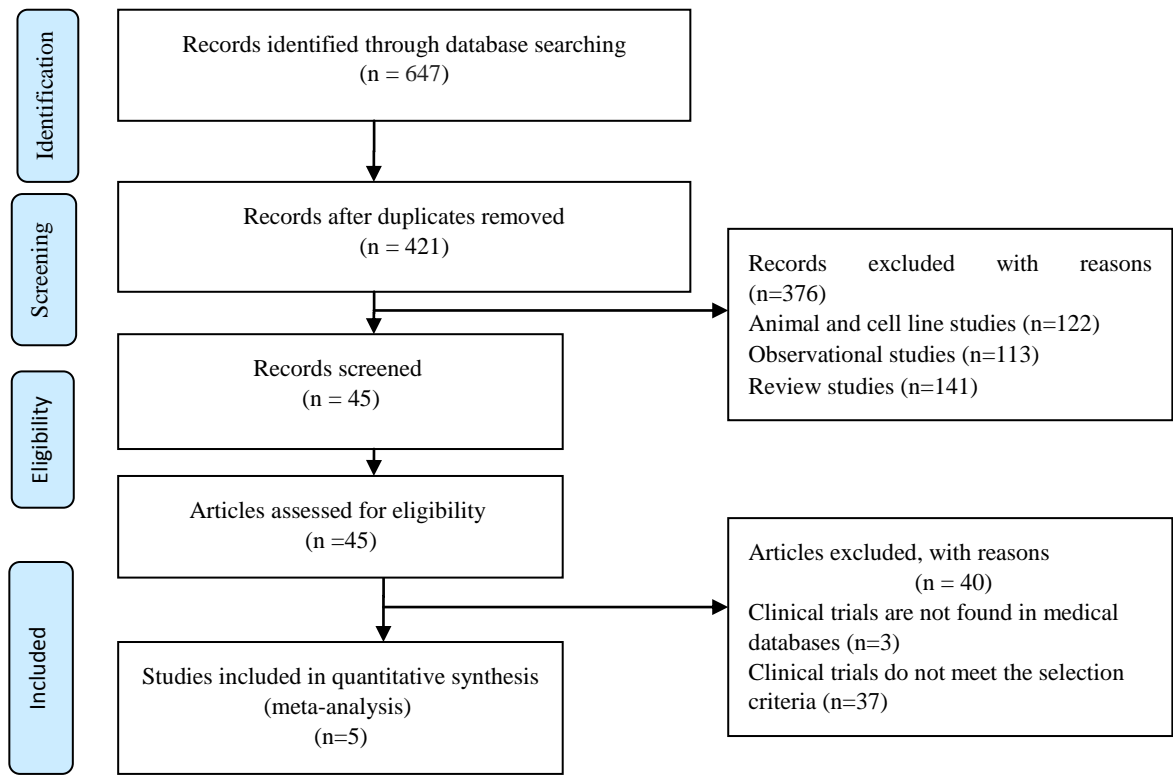 Identification
Records identified through database searching
(n = 647)
Screening
Records after duplicates removed
(n = 421)
Records excluded with reasons
(n=376)
Animal and cell line studies (n=122)
Observational studies (n=113)
Review studies (n=141)
Eligibility
Records screened
(n = 45)
Articles assessed for eligibility
(n =45)
Articles excluded, with reasons
(n = 40)
Clinical trials are not found in medical
databases (n=3)
Clinical trials do not meet the selection
criteria (n=37)
Included
Studies included in quantitative synthesis
(meta-analysis)
(n=5)